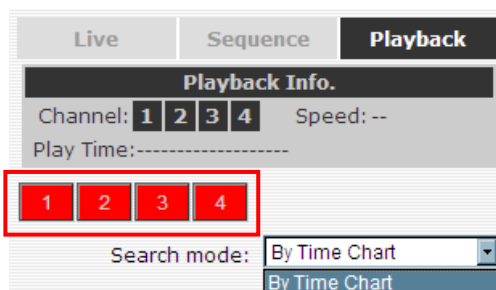 Live Sequence Playback
Playback Info.
Channel: 1 2 3 4 Speed: --
Play Time:-------------------
1 2 3 4
Search mode: By Time Chart
By Time Chart